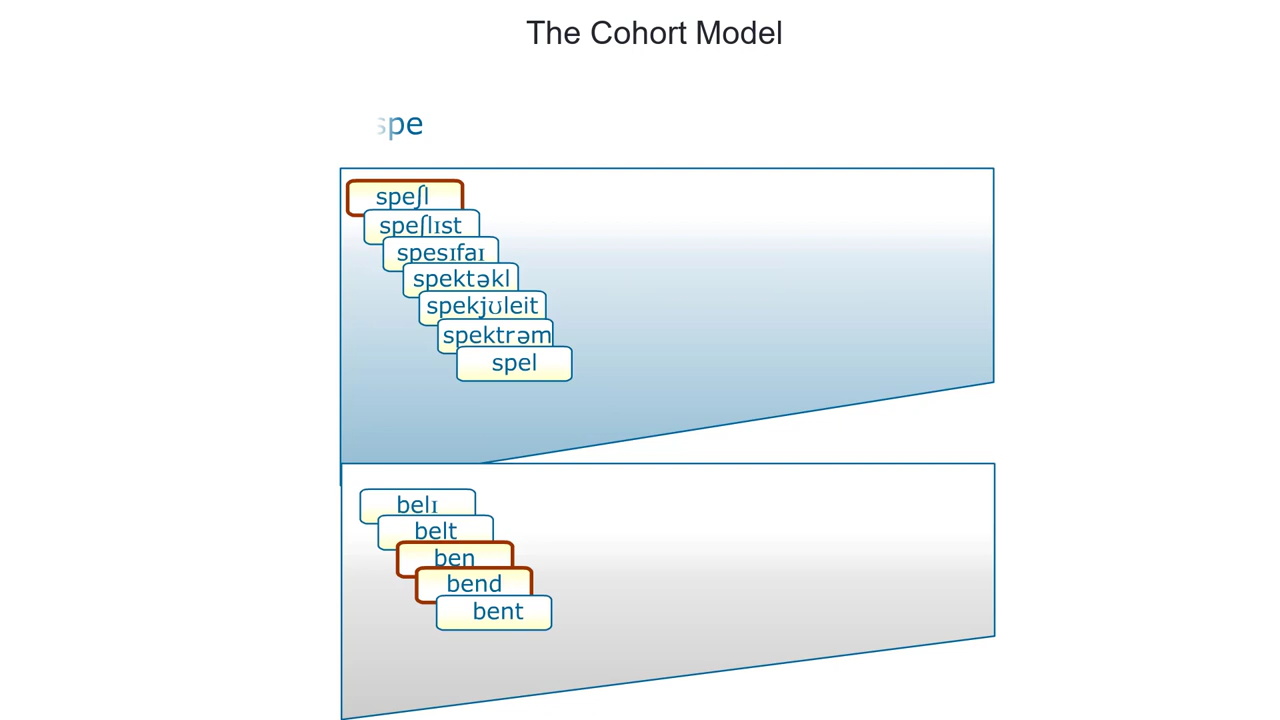 The Cohort Model
spe
speʃl
speʃlɪst
spesɪfaɪ
spektəkl
spekjʊleit
spektrəm
spel
belɪ
belt
ben
bend
bent